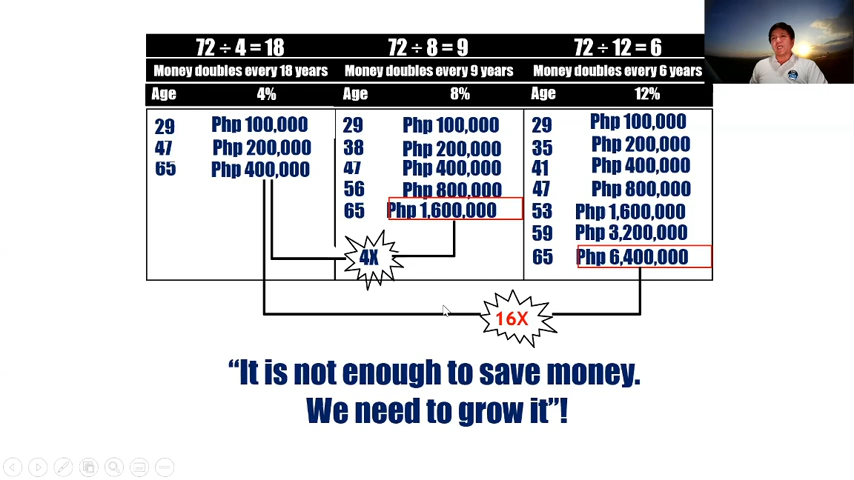 72 ÷ 4 = 18 72 ÷ 8 = 9 72 ÷ 12 = 6
Money doubles every 18 years Money doubles every 9 years Money doubles every 6 years
Age 4% Age 8% Age 12%
29 Php 100,000 29 Php 100,000 29 Php 100,000
47 Php 200,000 38 Php 200,000 35 Php 200,000
65 Php 400,000 47 Php 400,000 41 Php 400,000
56 Php 800,000 47 Php 800,000
65 Php 1,600,000 53 Php 1,600,000
59 Php 3,200,000
4X 65 Php 6,400,000
16X
“It is not enough to save money.
We need to grow it”!